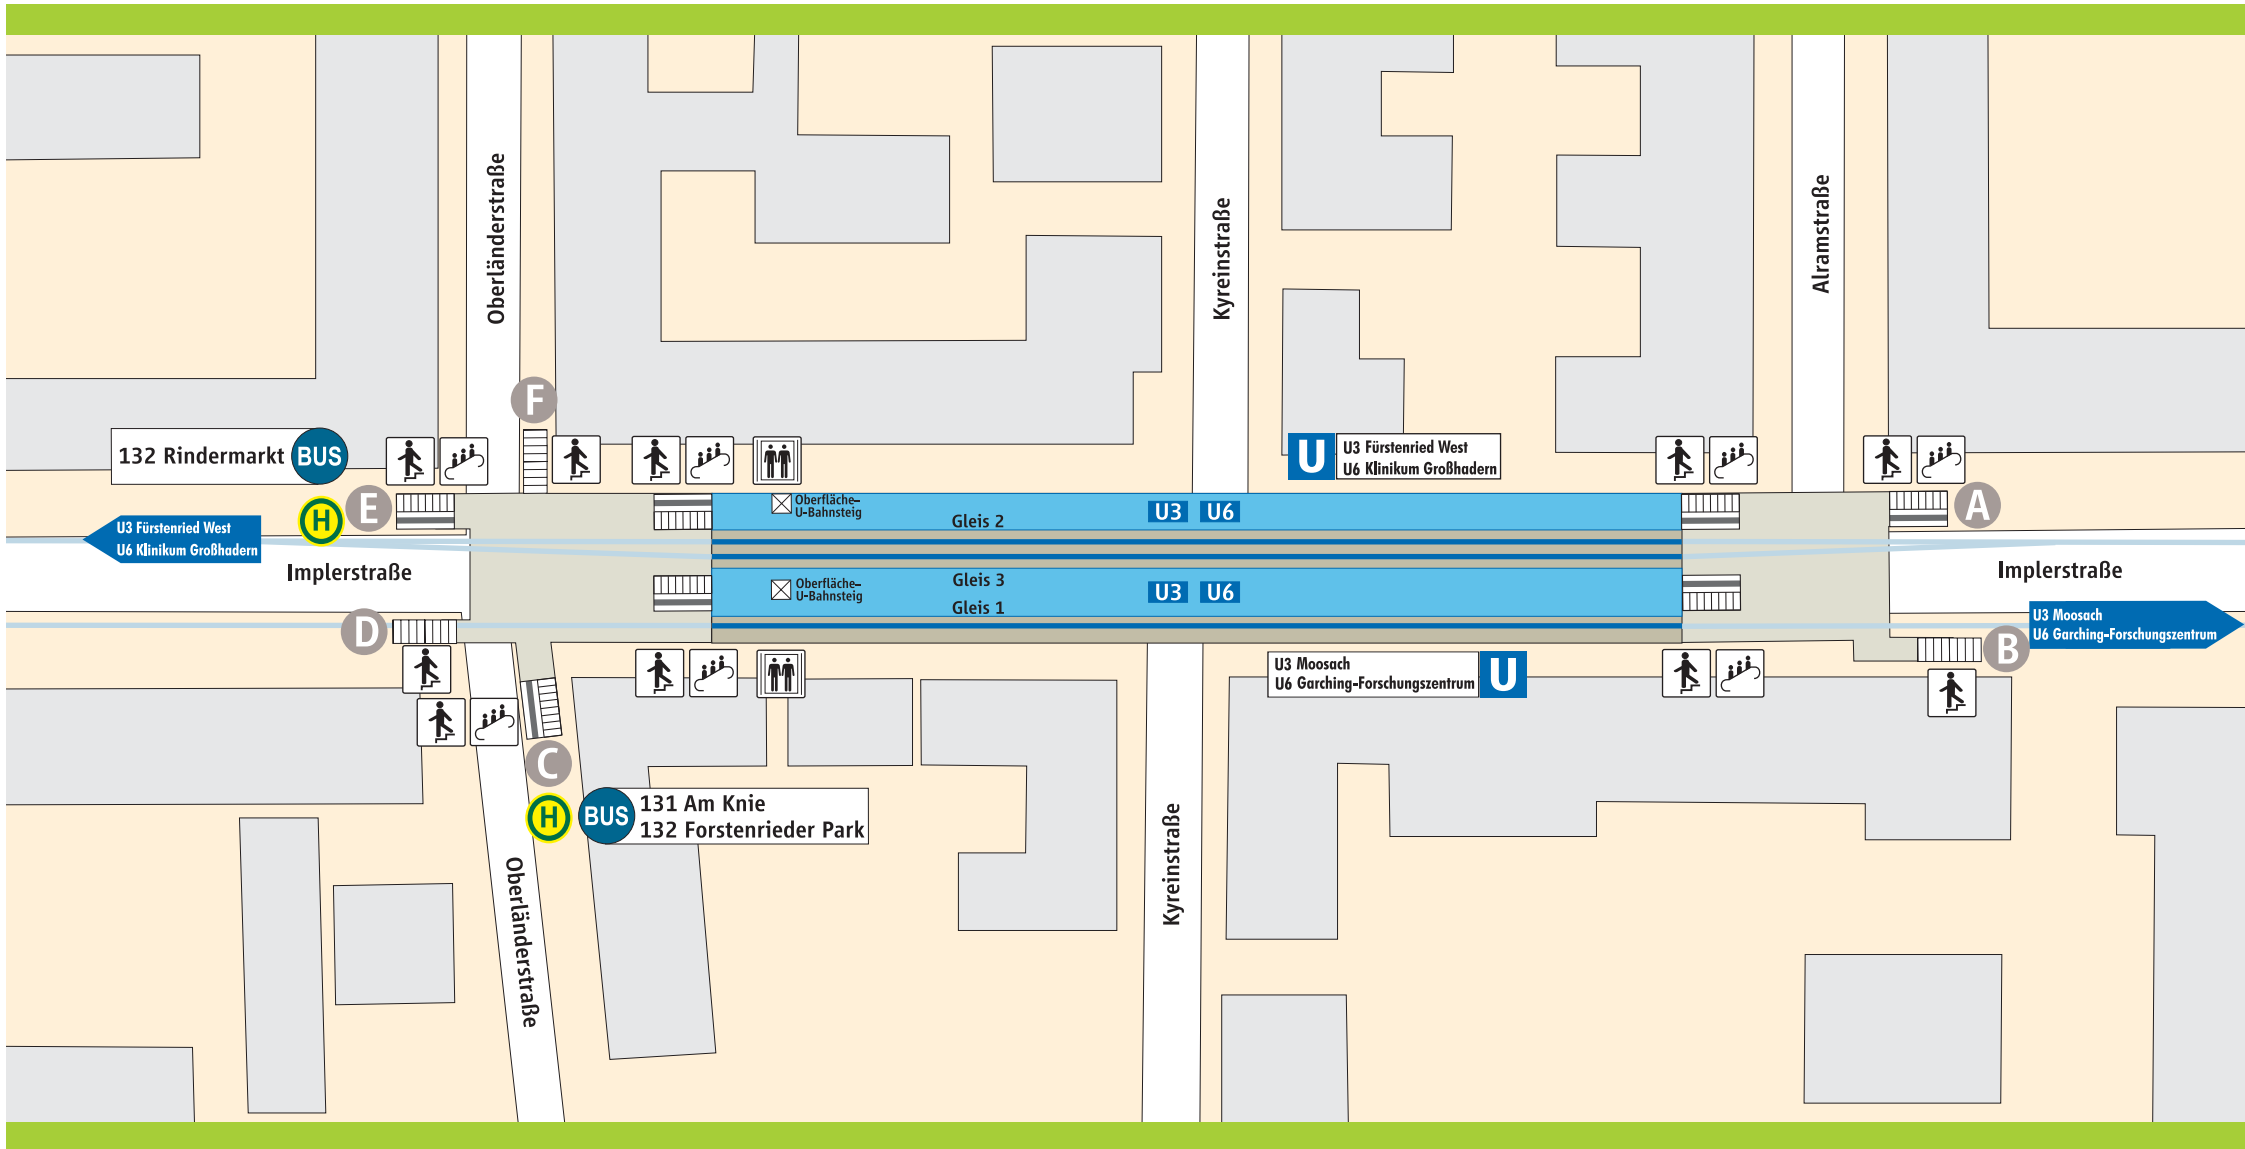 Oberländerstraße
Kyreinstraße
Alramstraße
F
132 Rindermarkt
BUS
U
U3 Fürstenried West
U6 Klinikum Großhadern
E
H
A
U3 Fürstenried West
U6 Klinikum Großhadern
Oberfläche-
U-Bahnsteig
Gleis 2
U3 U6
Implerstraße
Oberfläche-
U-Bahnsteig
Gleis 3
Gleis 1
U3 U6
Implerstraße
D
B
U3 Moosach
U6 Garching-Forschungszentrum
U3 Moosach
U6 Garching-Forschungszentrum
U
C
H
BUS
131 Am Knie
132 Forstenrieder Park
Oberländerstraße
Kyreinstraße